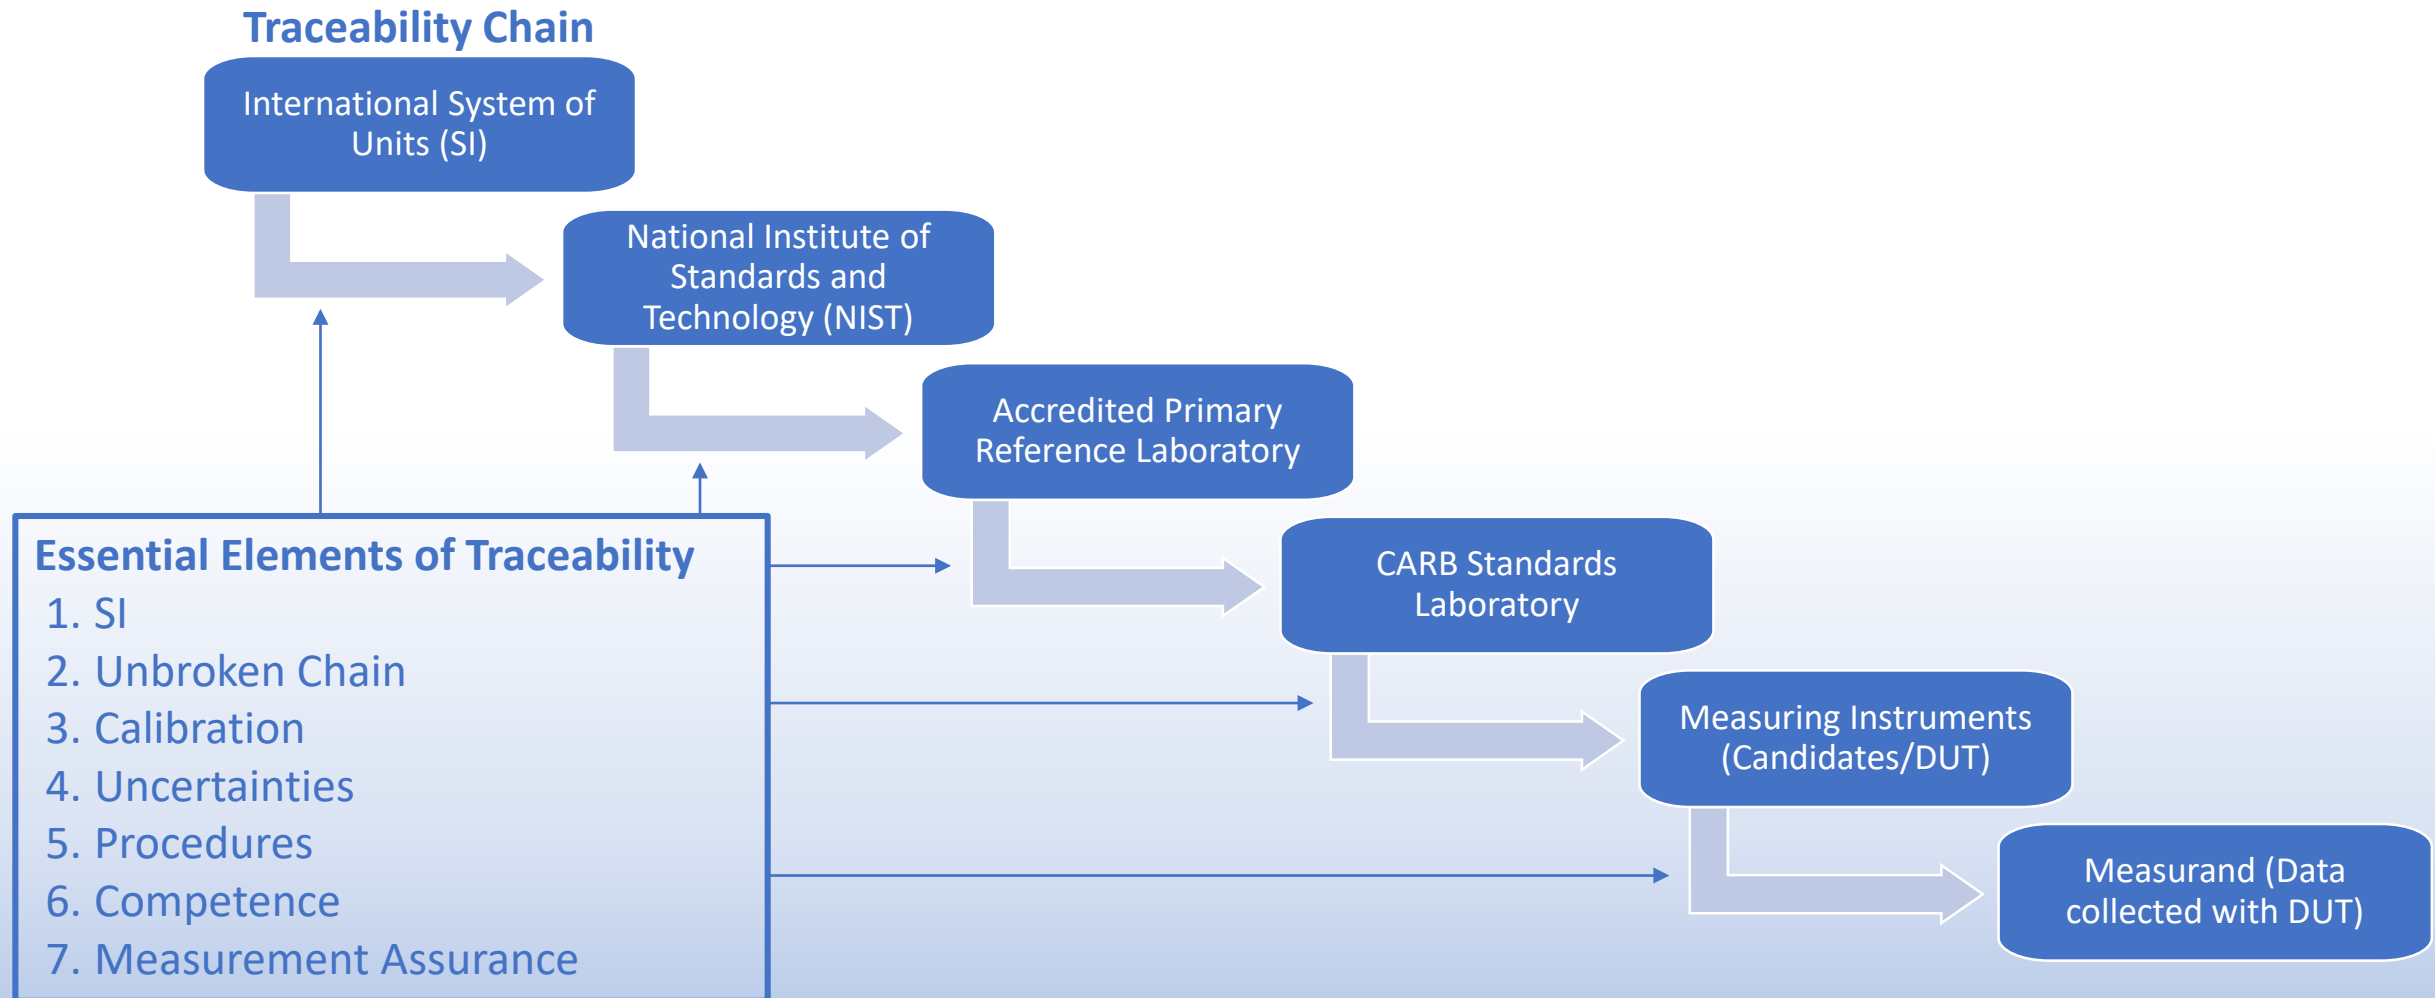 Traceability Chain
International System of
Units (SI)
National Institute of
Standards and
Technology (NIST)
Accredited Primary
Reference Laboratory
CARB Standards
Laboratory
Measuring Instruments
(Candidates/DUT)
Measurand (Data
collected with DUT)
Essential Elements of Traceability
1. SI
2. Unbroken Chain
3. Calibration
4. Uncertainties
5. Procedures
6. Competence
7. Measurement Assurance